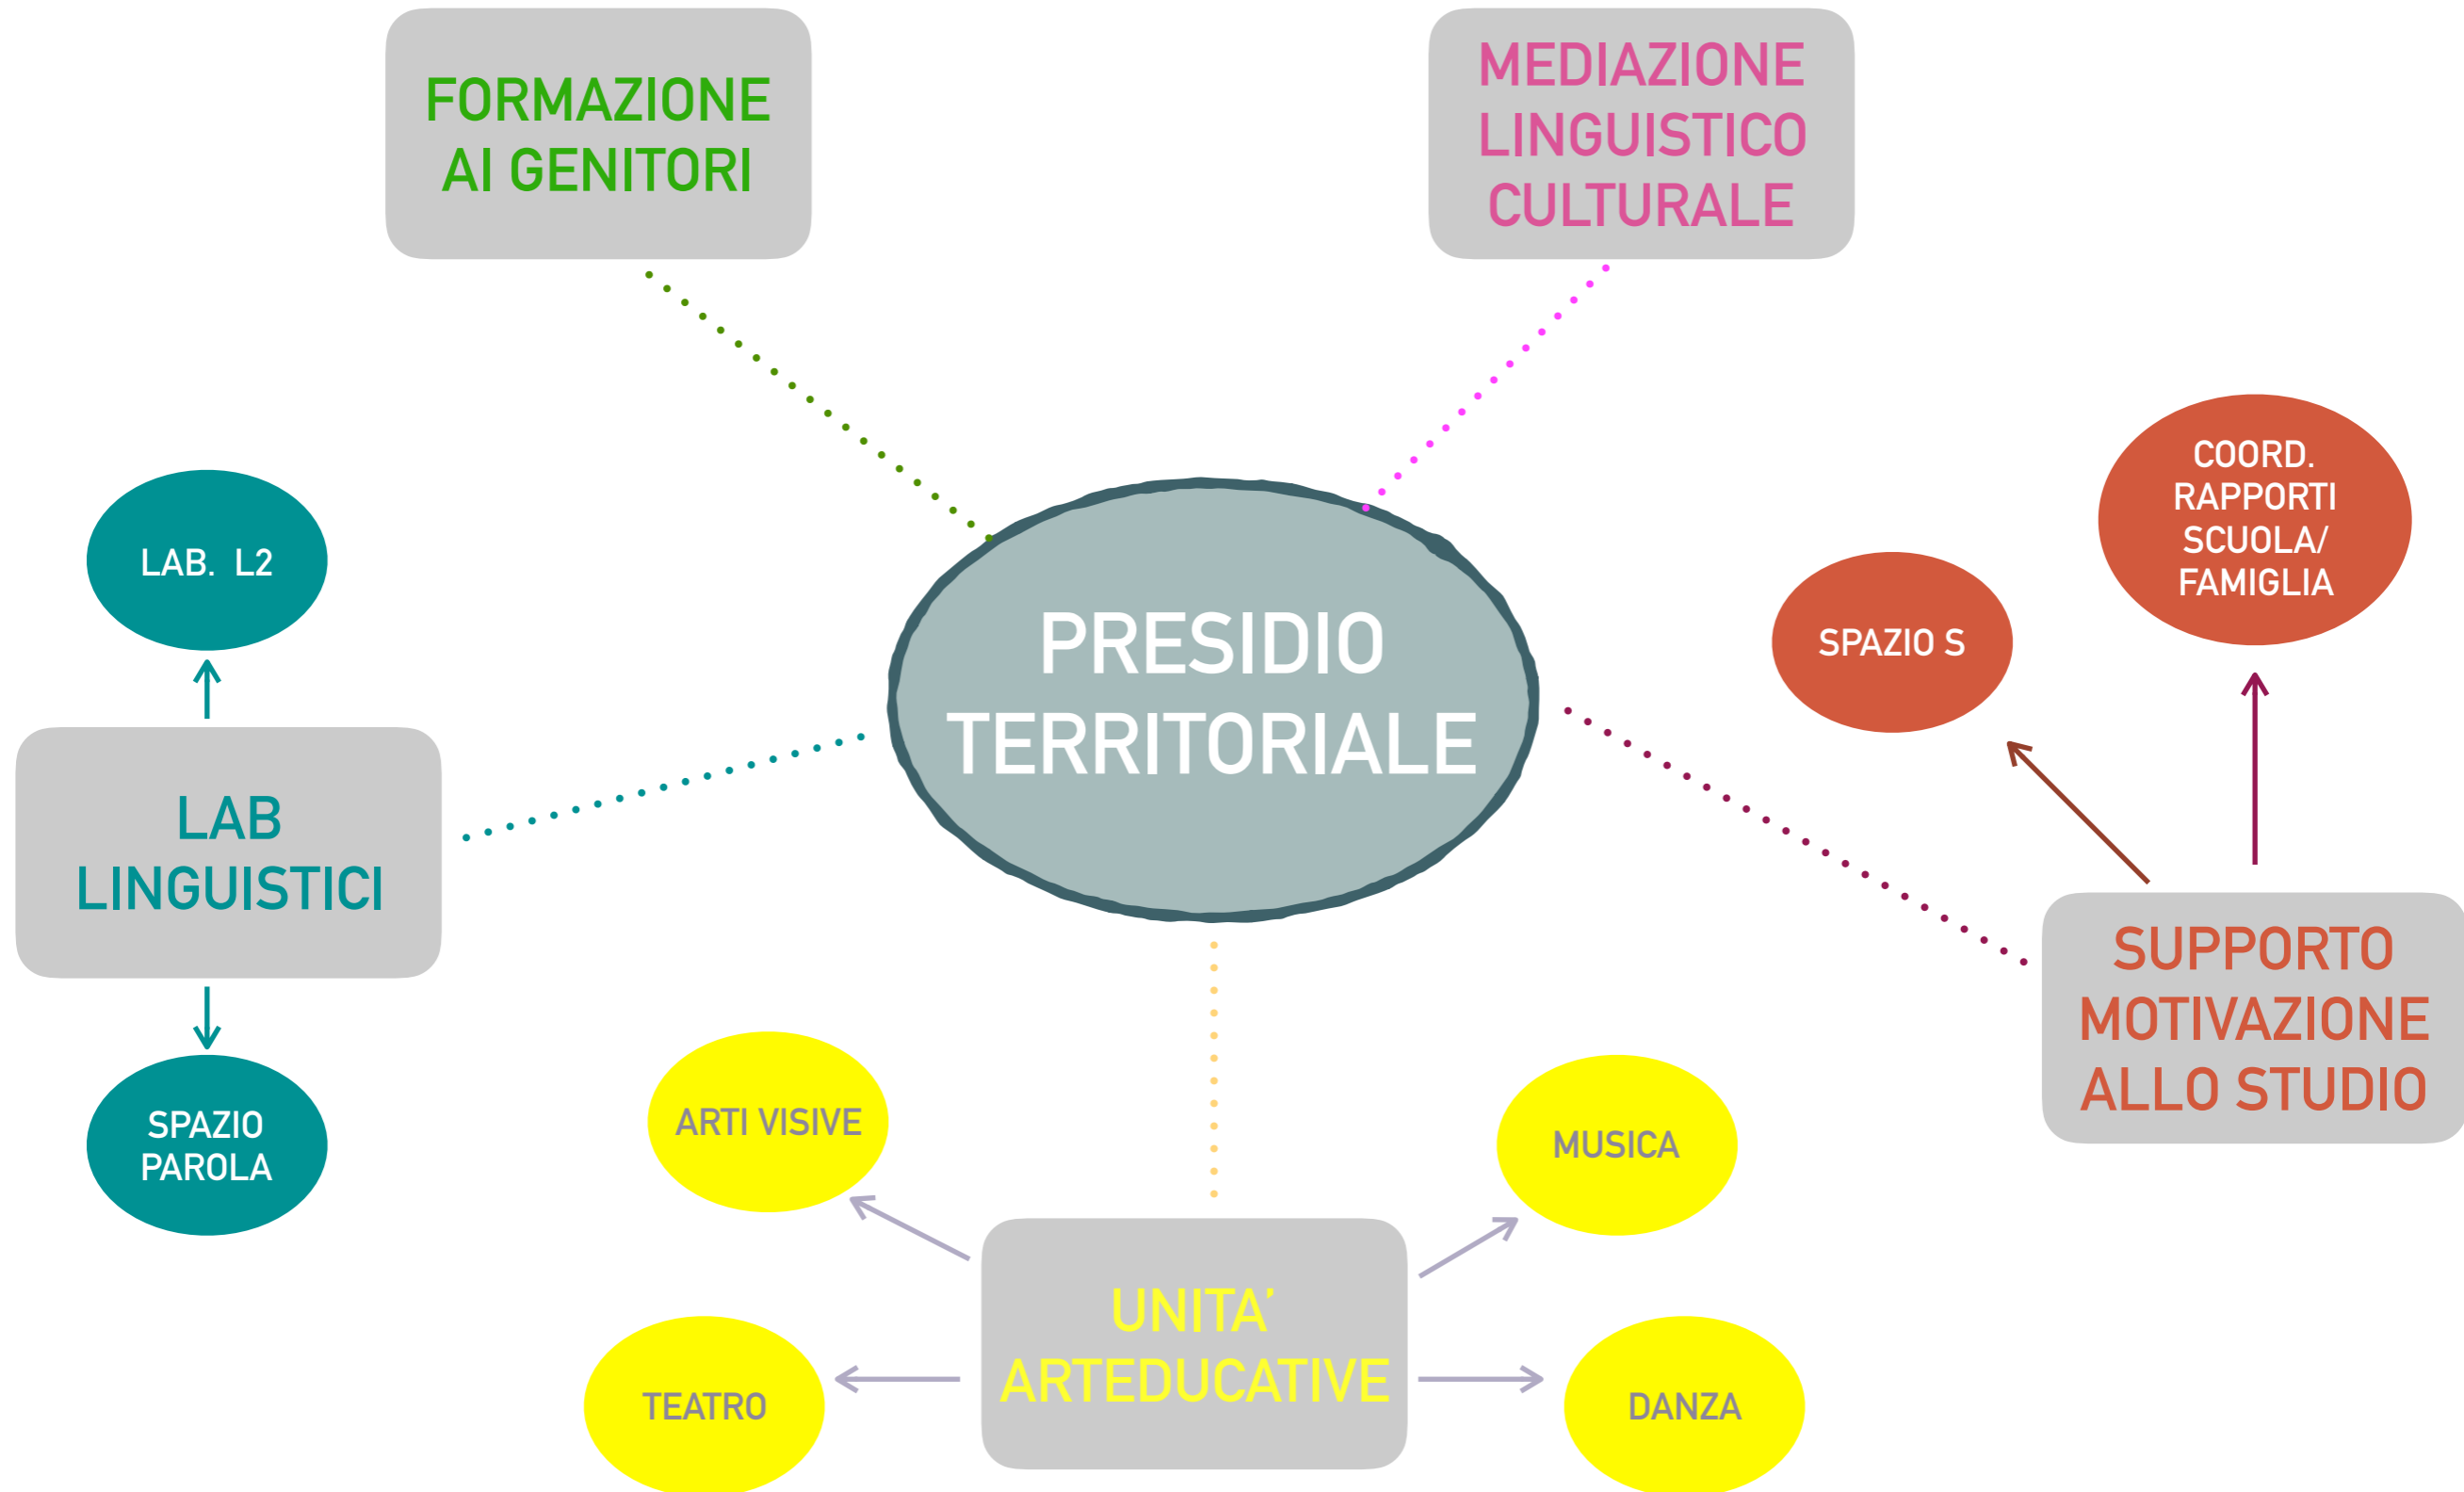 FORMAZIONE
AI GENITORI
MEDIAZIONE
LINGUISTICO
CULTURALE
COORD.
RAPPORTI
SCUOLA/
FAMIGLIA
LAB. L2
SPAZIO S
PRESIDIO
TERRITORIALE
LAB
LINGUISTICI
SUPPORTO
MOTIVAZIONE
ALLO STUDIO
SPAZIO
PAROLA
ARTI VISIVE
MUSICA
UNITA’
ARTEDUCATIVE
TEATRO
DANZA